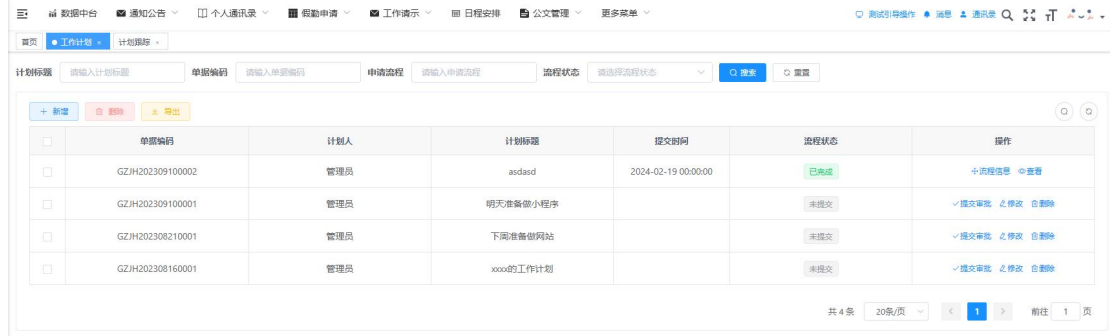 数据中台 通知公告 个人通讯录 假勤申请 工作请示 日程安排 公文管理 更多菜单 测试引导操作 消息 通讯录
首页 工作计划 × 计划跟踪 ×
计划标题 请输入计划标题 单据编码 请输入单据编码 申请流程 请输入申请流程 流程状态 请选择流程状态 搜索 重置
+ 新增 删除 导出
单据编码 计划人 计划标题 提交时间 流程状态 操作
GZJH202309100002 管理员 asdasd 2024-02-19 00:00:00 已完成 流程信息 查看
GZJH202309100001 管理员 明天准备做小程序 未提交 提交审批 修改 删除
GZJH202308210001 管理员 下周准备做网站 未提交 提交审批 修改 删除
GZJH202308160001 管理员 xxxx的工作计划 未提交 提交审批 修改 删除
共 4 条 20条/页 < 1 > 前往 1 页